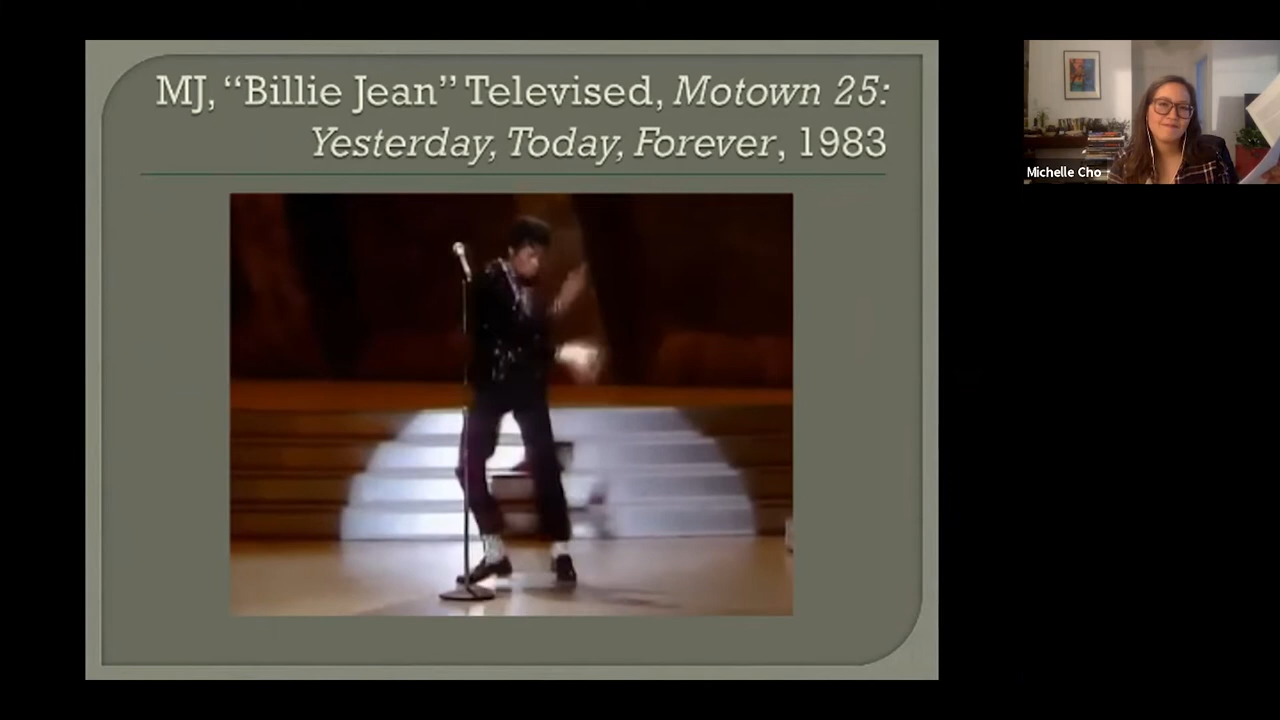 MJ, “Billie Jean” Televised, Motown 25:
Yesterday, Today, Forever, 1983
Michelle Cho